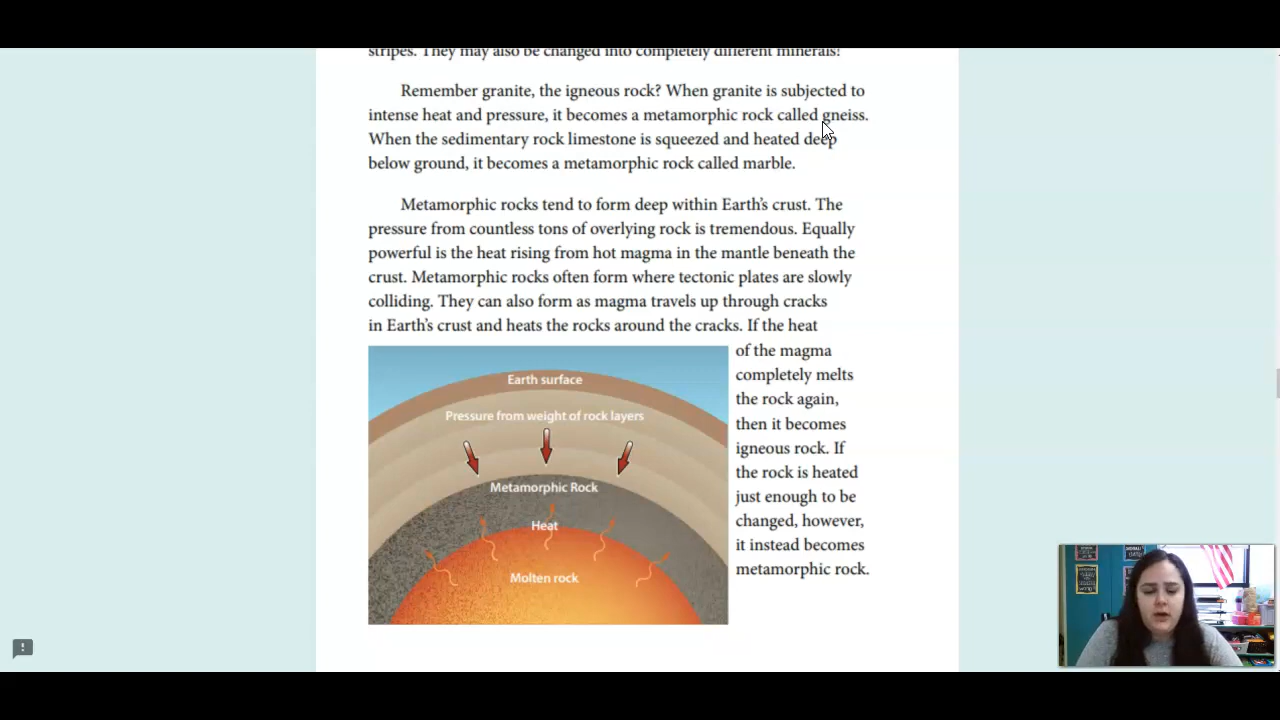 stripes. They may also be changed into completely different minerals!
Remember granite, the igneous rock? When granite is subjected to
intense heat and pressure, it becomes a metamorphic rock called gneiss.
When the sedimentary rock limestone is squeezed and heated deep
below ground, it becomes a metamorphic rock called marble.
Metamorphic rocks tend to form deep within Earth’s crust. The
pressure from countless tons of overlying rock is tremendous. Equally
powerful is the heat rising from hot magma in the mantle beneath the
crust. Metamorphic rocks often form where tectonic plates are slowly
colliding. They can also form as magma travels up through cracks
in Earth’s crust and heats the rocks around the cracks. If the heat
of the magma
completely melts
the rock again,
then it becomes
igneous rock. If
the rock is heated
just enough to be
changed, however,
it instead becomes
metamorphic rock.
Earth surface
Pressure from weight of rock layers
Metamorphic Rock
Heat
Molten rock